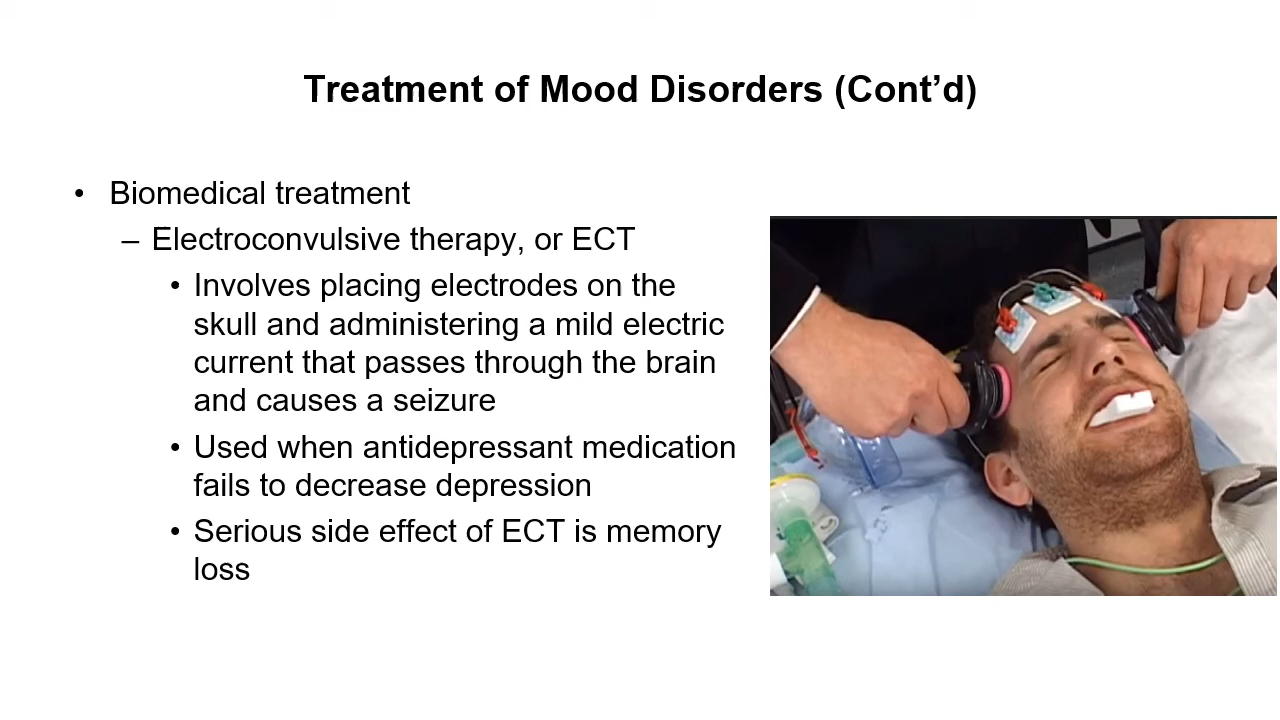 Treatment of Mood Disorders (Cont’d)
• Biomedical treatment
– Electroconvulsive therapy, or ECT
• Involves placing electrodes on the
skull and administering a mild electric
current that passes through the brain
and causes a seizure
• Used when antidepressant medication
fails to decrease depression
• Serious side effect of ECT is memory
loss